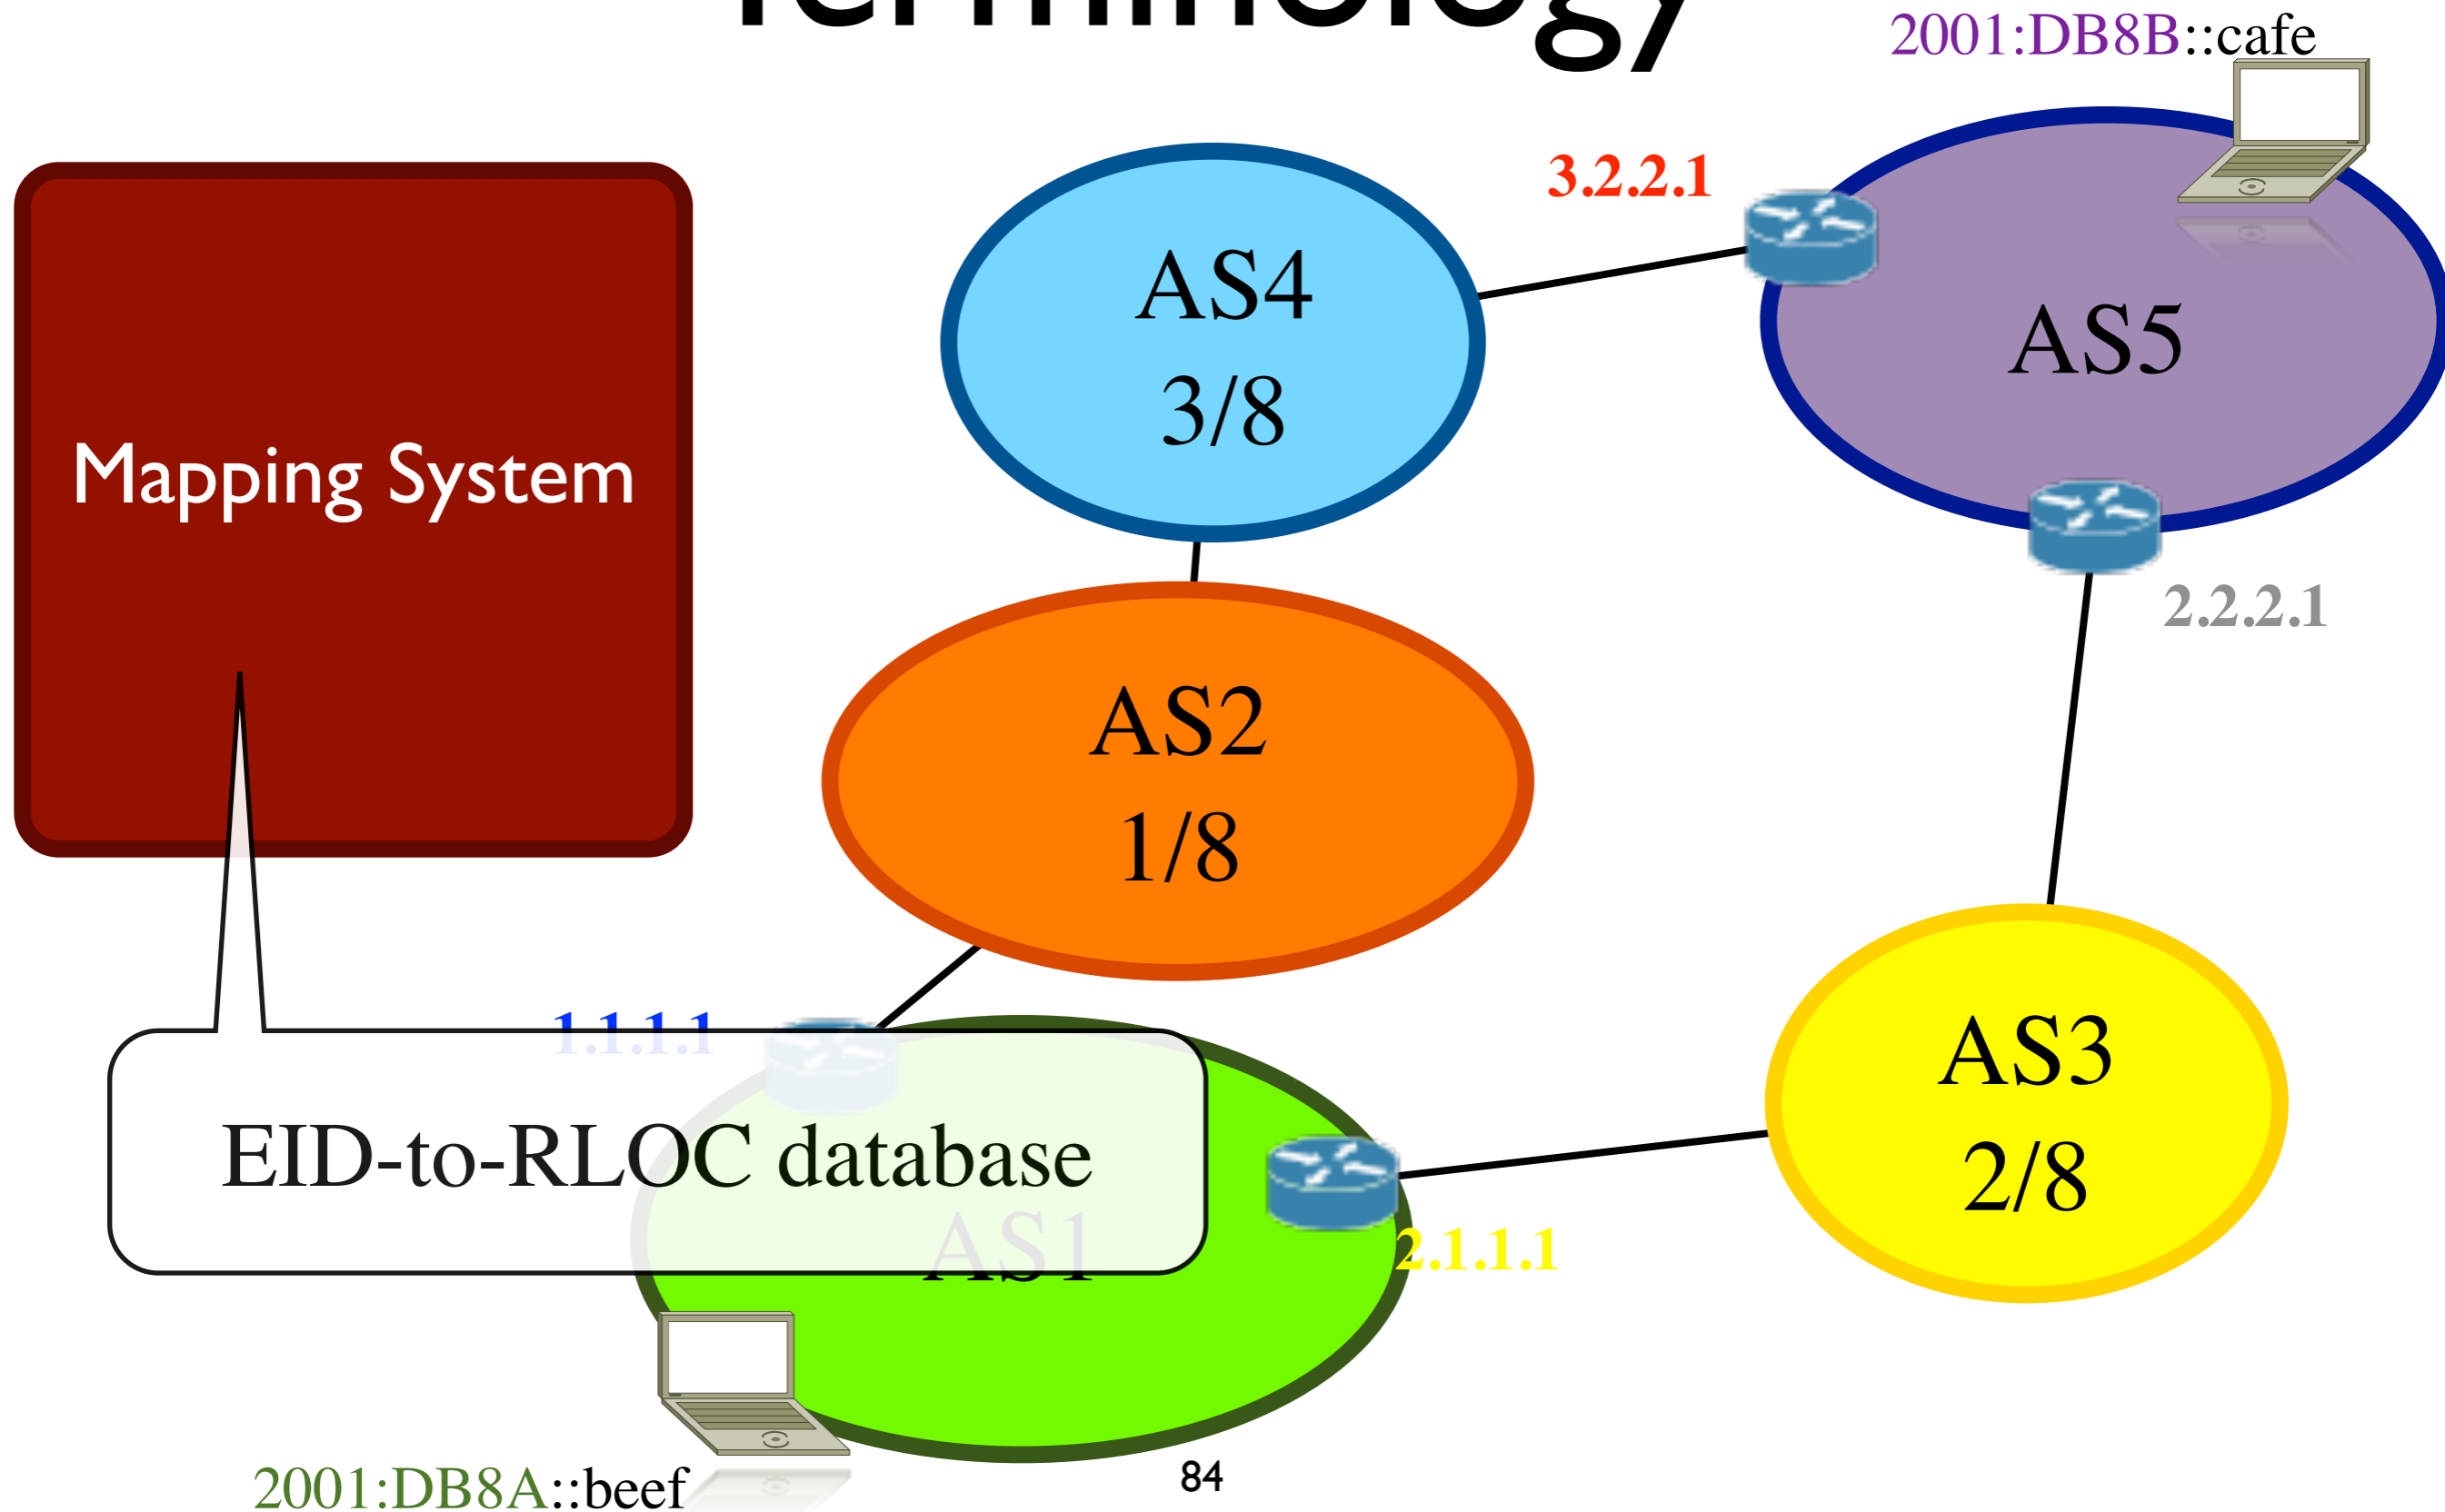 Terminology
2001:DB8B::cafe
3.2.2.1
AS4
3/8
AS5
Mapping System
2.2.2.1
AS2
1/8
1.1.1.1
AS3
2/8
EID-to-RLOC database
AS1
2.1.1.1
2001:DB8A::beef
84